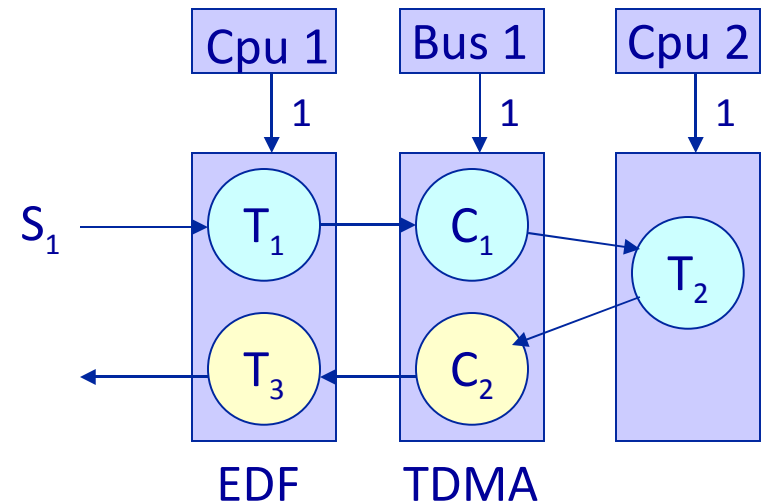 Cpu 1 Bus 1 Cpu 2
1 1 1
S₁ T₁ C₁ T₂
T₃ C₂
EDF TDMA